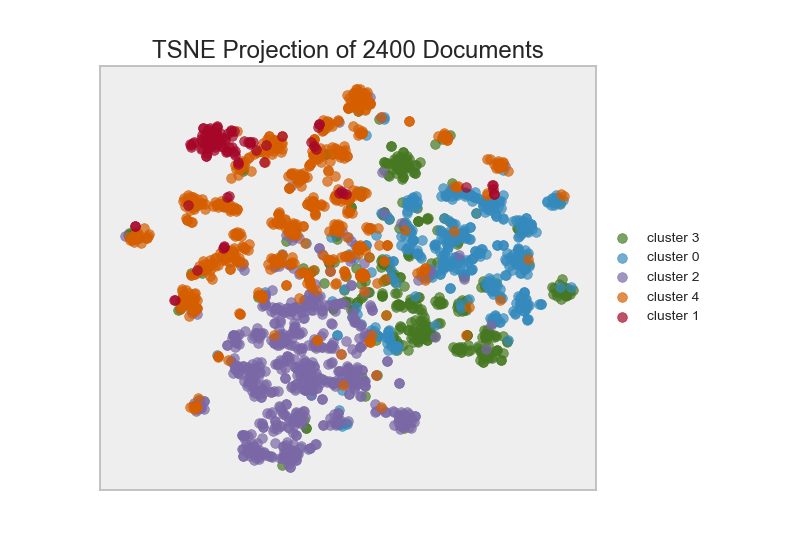 TSNE Projection of 2400 Documents
cluster 3
cluster 0
cluster 2
cluster 4
cluster 1